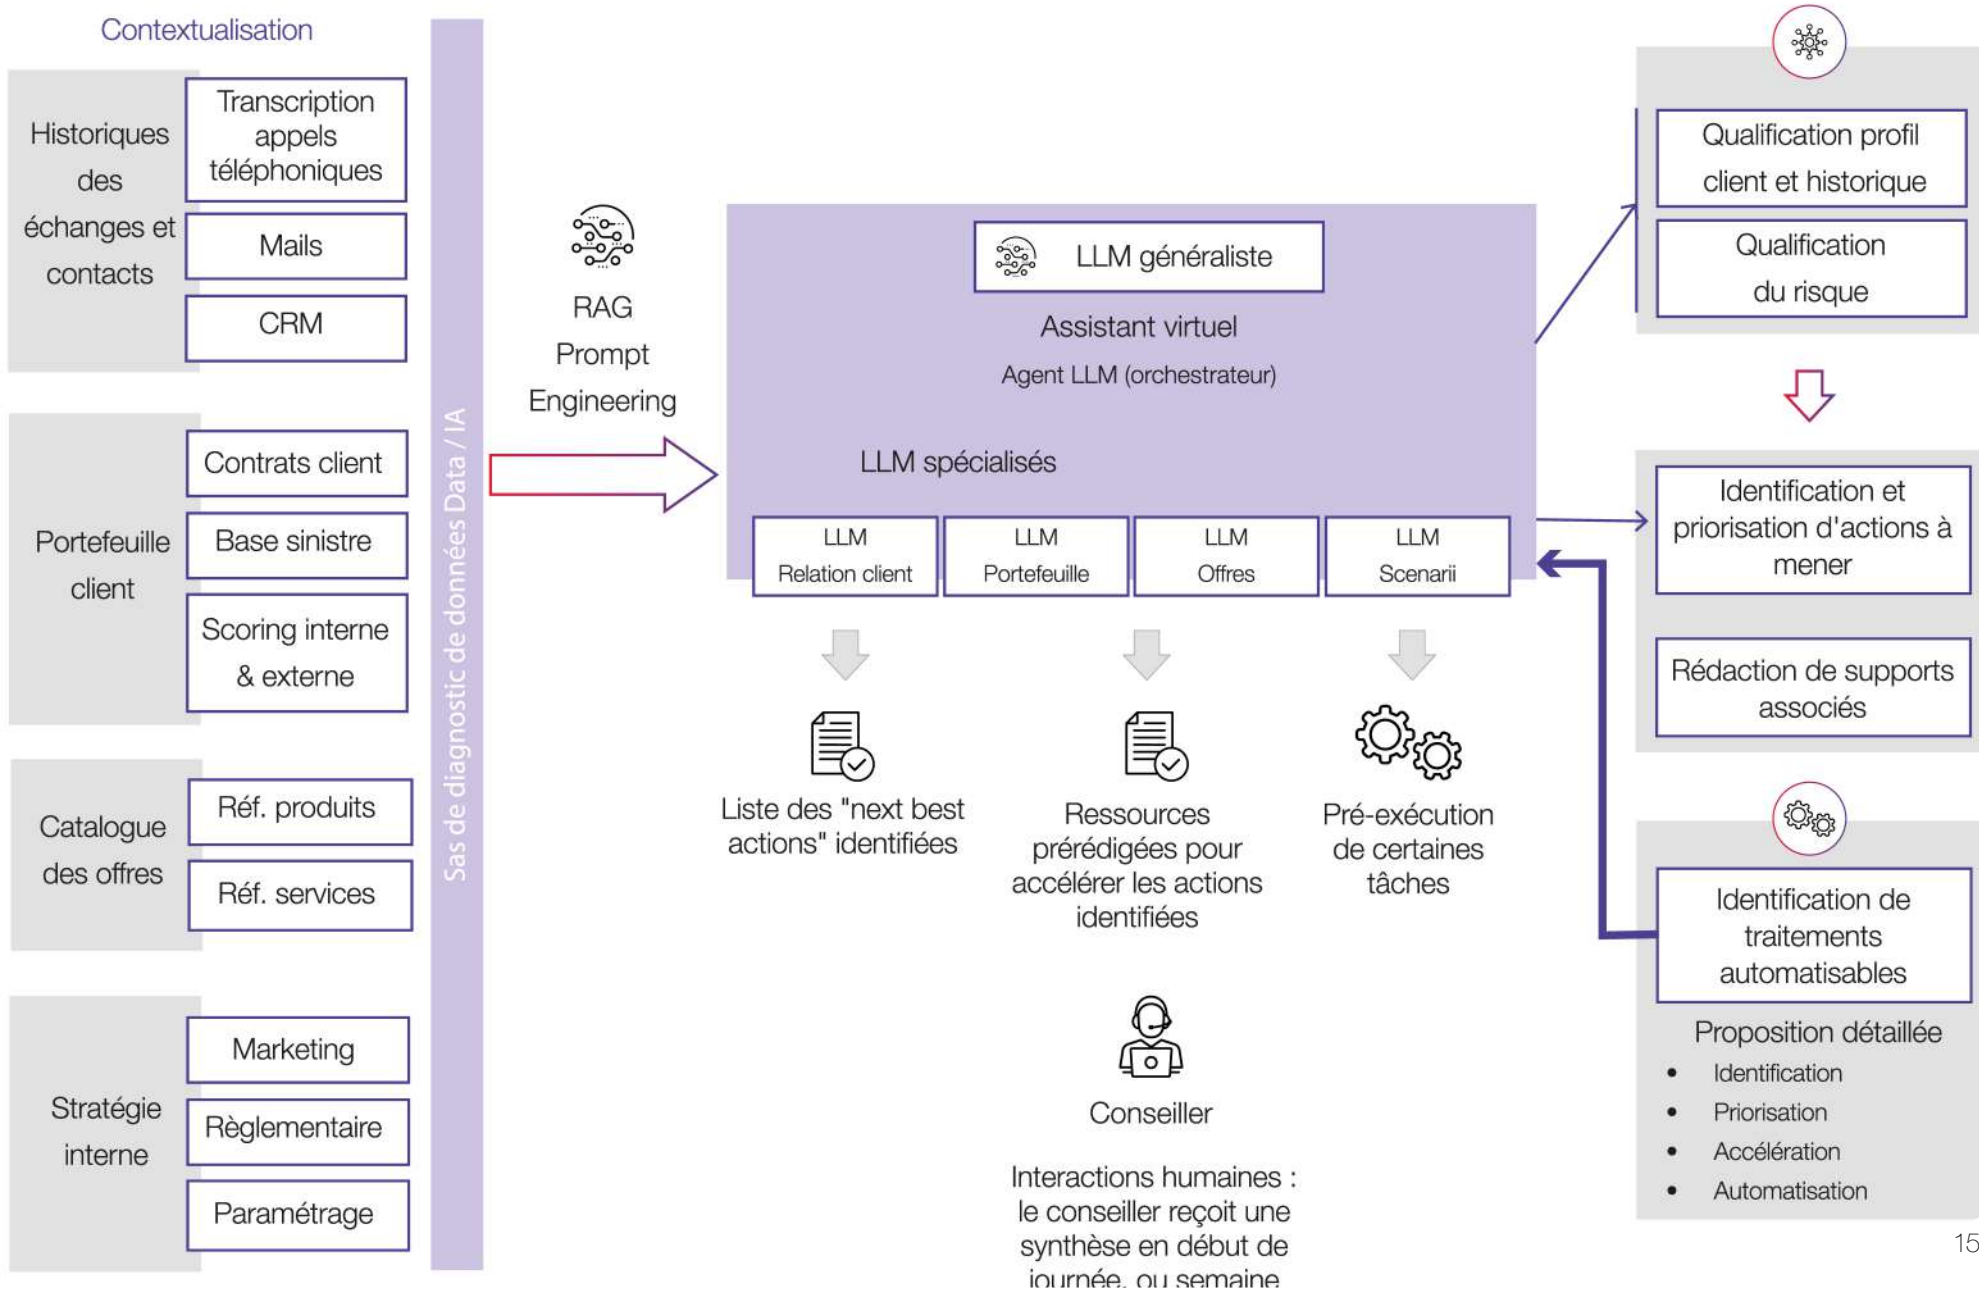 Contextualisation
Historiques
des
échanges et
contacts
Transcription
appels
téléphoniques
Mails
CRM
Portefeuille
client
Contrats client
Base sinistre
Scoring interne
& externe
Catalogue
des offres
Réf. produits
Réf. services
Stratégie
interne
Marketing
Règlementaire
Paramétrage
Sas de diagnostic de données Data / IA
RAG
Prompt
Engineering
LLM généraliste
Assistant virtuel
Agent LLM (orchestrateur)
LLM spécialisés
LLM
Relation client
LLM
Portefeuille
LLM
Offres
LLM
Scenarii
Liste des "next best
actions" identifiées
Ressources
prérédigées pour
accélérer les actions
identifiées
Pré-exécution
de certaines
tâches
Conseiller
Interactions humaines :
le conseiller reçoit une
synthèse en début de
journée, ou semaine
Qualification profil
client et historique
Qualification
du risque
Identification et
priorisation d'actions à
mener
Rédaction de supports
associés
Identification de
traitements
automatisables
Proposition détaillée
• Identification
• Priorisation
• Accélération
• Automatisation
15